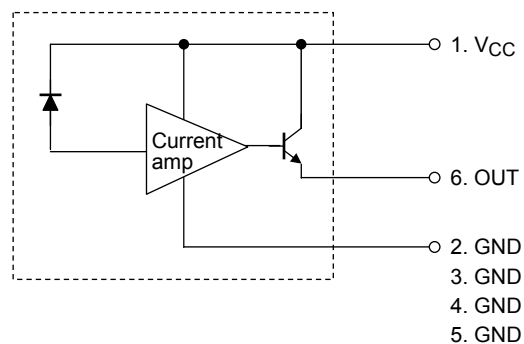 1. VCC
Current
amp
6. OUT
2. GND
3. GND
4. GND
5. GND